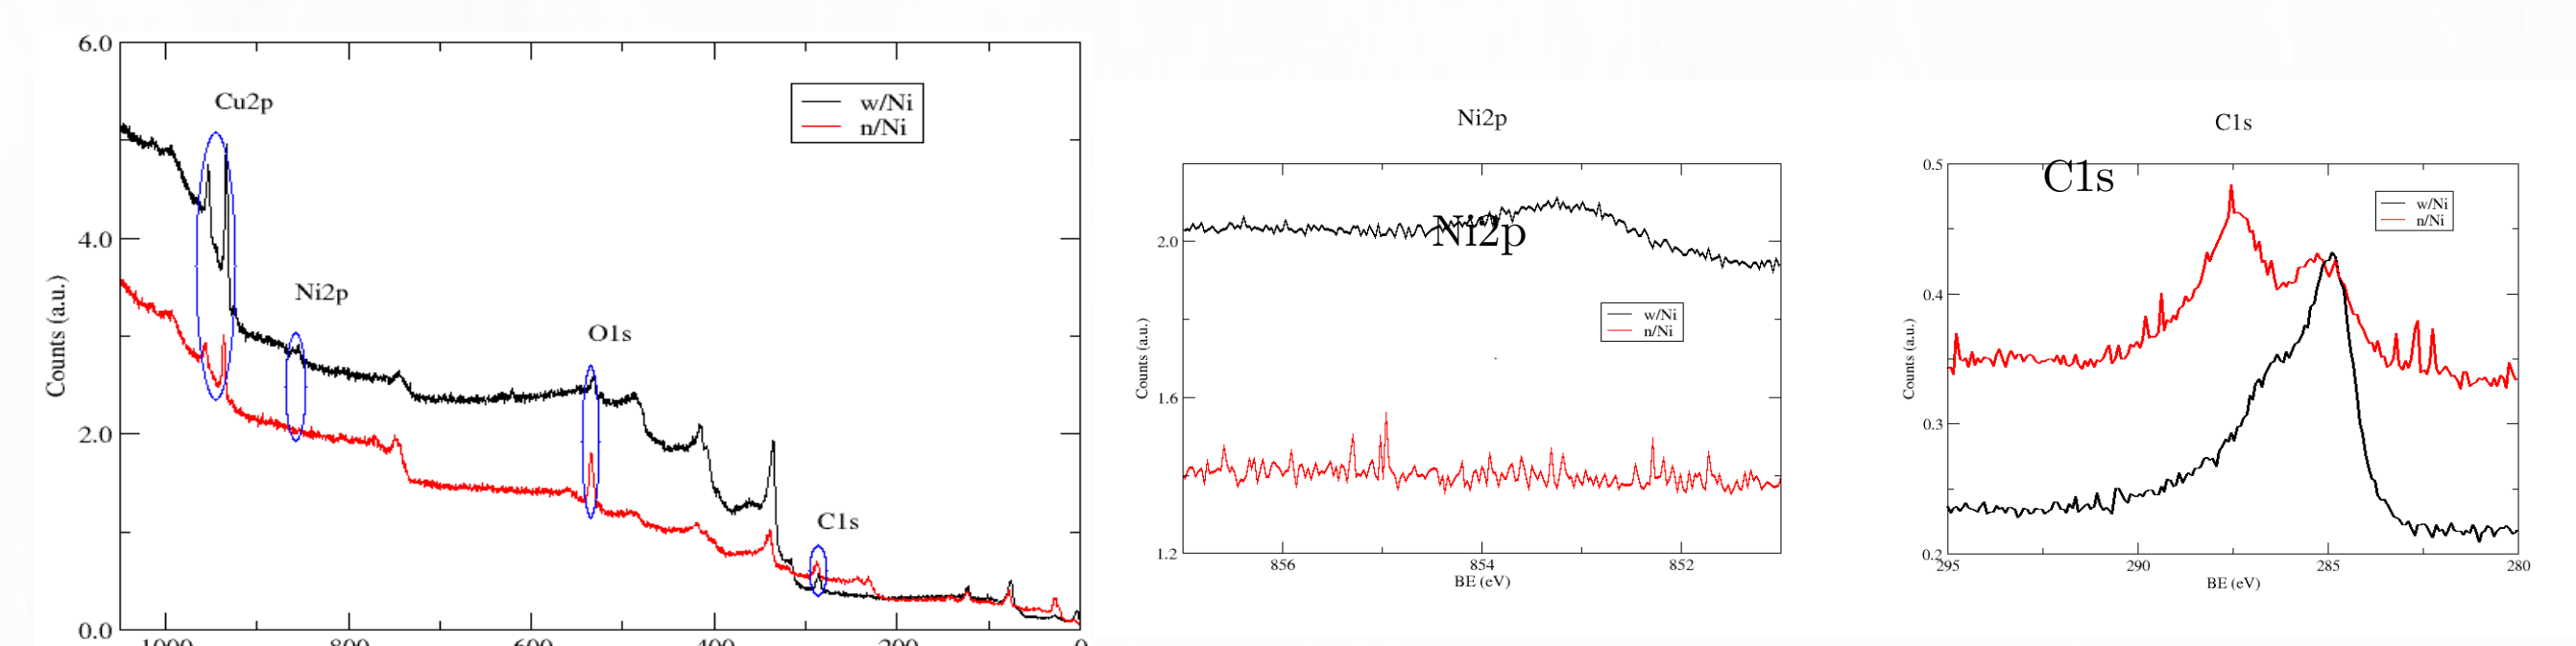 6.0
4.0
2.0
0.0
Counts (a.u.)
Cu2p
Ni2p
O1s
C1s
w/Ni
n/Ni
1000
800
600
400
200
0
Ni2p
Ni2p
2.0
1.6
1.2
Counts (a.u.)
w/Ni
n/Ni
856
854
852
BE (eV)
C1s
C1s
0.5
0.4
0.3
0.2
Counts (a.u.)
w/Ni
n/Ni
295
290
285
280
BE (eV)